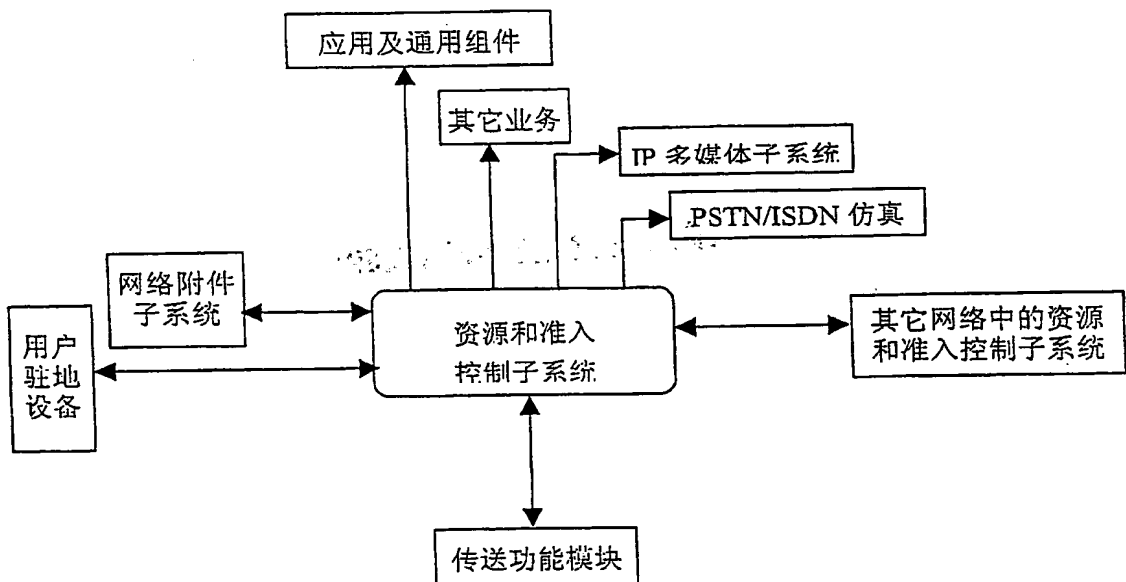 应用及通用组件
其它业务
IP 多媒体子系统
PSTN/ISDN 仿真
网络附件
子系统
用户
驻地
设备
资源和准入
控制子系统
其它网络中的资源
和准入控制子系统
传送功能模块